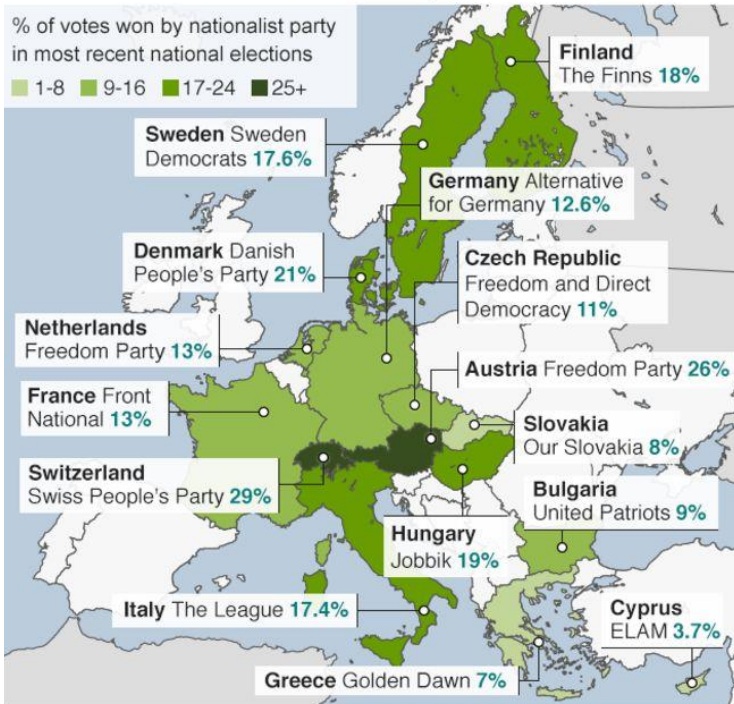 % of votes won by nationalist party
in most recent national elections
1-8 9-16 17-24 25+
Finland
The Finns 18%
Sweden Sweden
Democrats 17.6%
Germany Alternative
for Germany 12.6%
Denmark Danish
People's Party 21%
Czech Republic
Freedom and Direct
Democracy 11%
Netherlands
Freedom Party 13%
Austria Freedom Party 26%
France Front
National 13%
Slovakia
Our Slovakia 8%
Switzerland
Swiss People's Party 29%
Bulgaria
United Patriots 9%
Hungary
Jobbik 19%
Italy The League 17.4%
Cyprus
ELAM 3.7%
Greece Golden Dawn 7%